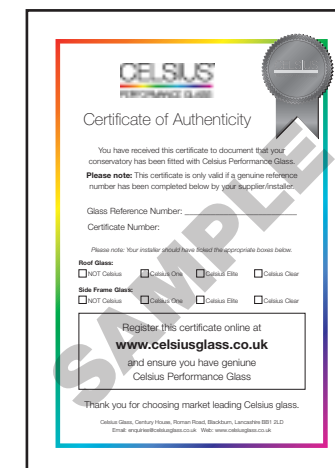 CELSIUS
PERFORMANCE GLASS
Certificate of Authenticity
You have received this certificate to document that your
conservatory has been fitted with Celsius Performance Glass.
Please note: This certificate is only valid if a genuine reference
number has been completed below by your supplier/installer.
Glass Reference Number:
Certificate Number:
Please note: Your installer should have ticked the appropriate boxes below.
Roof Glass:
NOT Celsius Celsius One Celsius Elite Celsius Clear
Side Frame Glass:
NOT Celsius Celsius One Celsius Elite Celsius Clear
Register this certificate online at
www.celsiusglass.co.uk
and ensure you have geniune
Celsius Performance Glass
Thank you for choosing market leading Celsius glass.
Celsius Glass, Century House, Roman Road, Blackburn, Lancashire BB1 2LD
Email: enquiries@celsiusglass.co.uk Web: www.celsiusglass.co.uk
SAMPLE